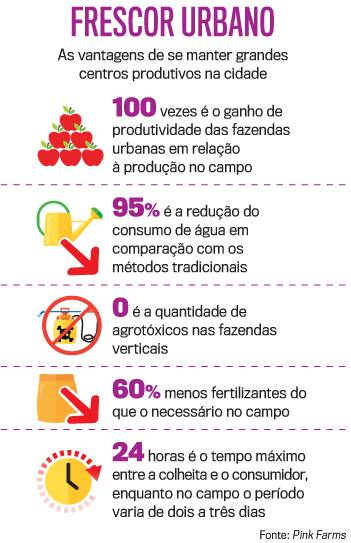 FRESCOR URBANO
As vantagens de se manter grandes
centros produtivos na cidade
100 vezes é o ganho de
produtividade das fazendas
urbanas em relação
à produção no campo
95% é a redução do
consumo de água em
comparação com os
métodos tradicionais
0 é a quantidade de
agrotóxicos nas fazendas
verticais
60% menos fertilizantes do
que o necessário no campo
24 horas é o tempo máximo
entre a colheita e o consumidor,
enquanto no campo o período
varia de dois a três dias
Fonte: Pink Farms